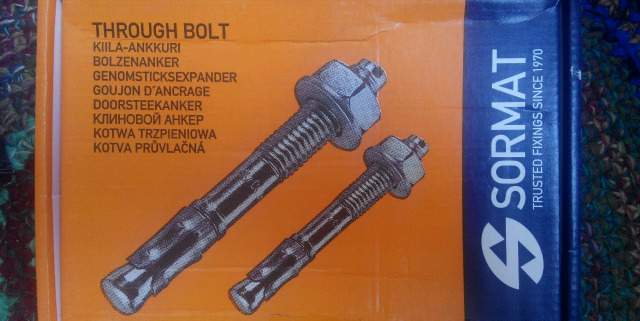 THROUGH BOLT
KIILA-ANKKURI
BOLZENANKER
GENOMSTICKSEXPANDER
GOUJON D´ANCRAGE
DOORSTEEKANKER
КЛИНОВОЙ АНКЕР
KOTWA TRZPIENIOWA
KOTVA PRŮVLAČNÁ
SORMAT
TRUSTED FIXINGS SINCE 1970